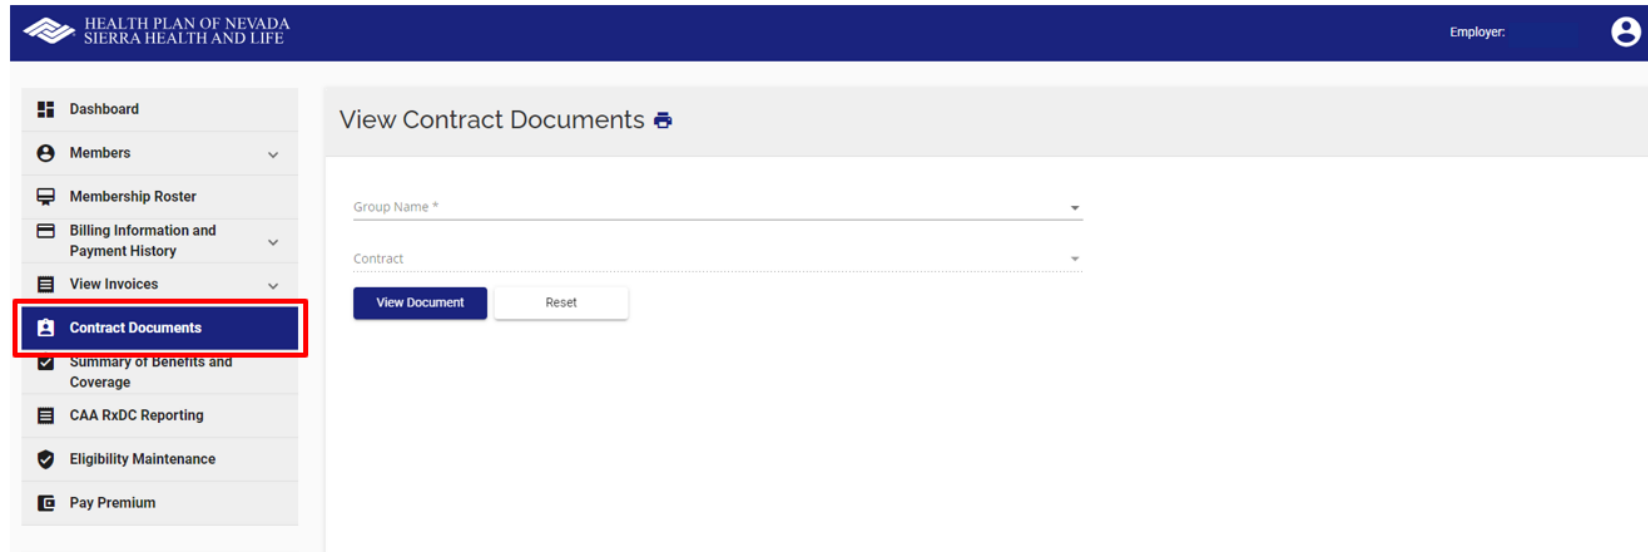 HEALTH PLAN OF NEVADA
SIERRA HEALTH AND LIFE
Employer:
Dashboard
Members
Membership Roster
Billing Information and
Payment History
View Invoices
Contract Documents
Summary of Benefits and
Coverage
CAA RxDC Reporting
Eligibility Maintenance
Pay Premium
View Contract Documents
Group Name *
Contract
View Document
Reset